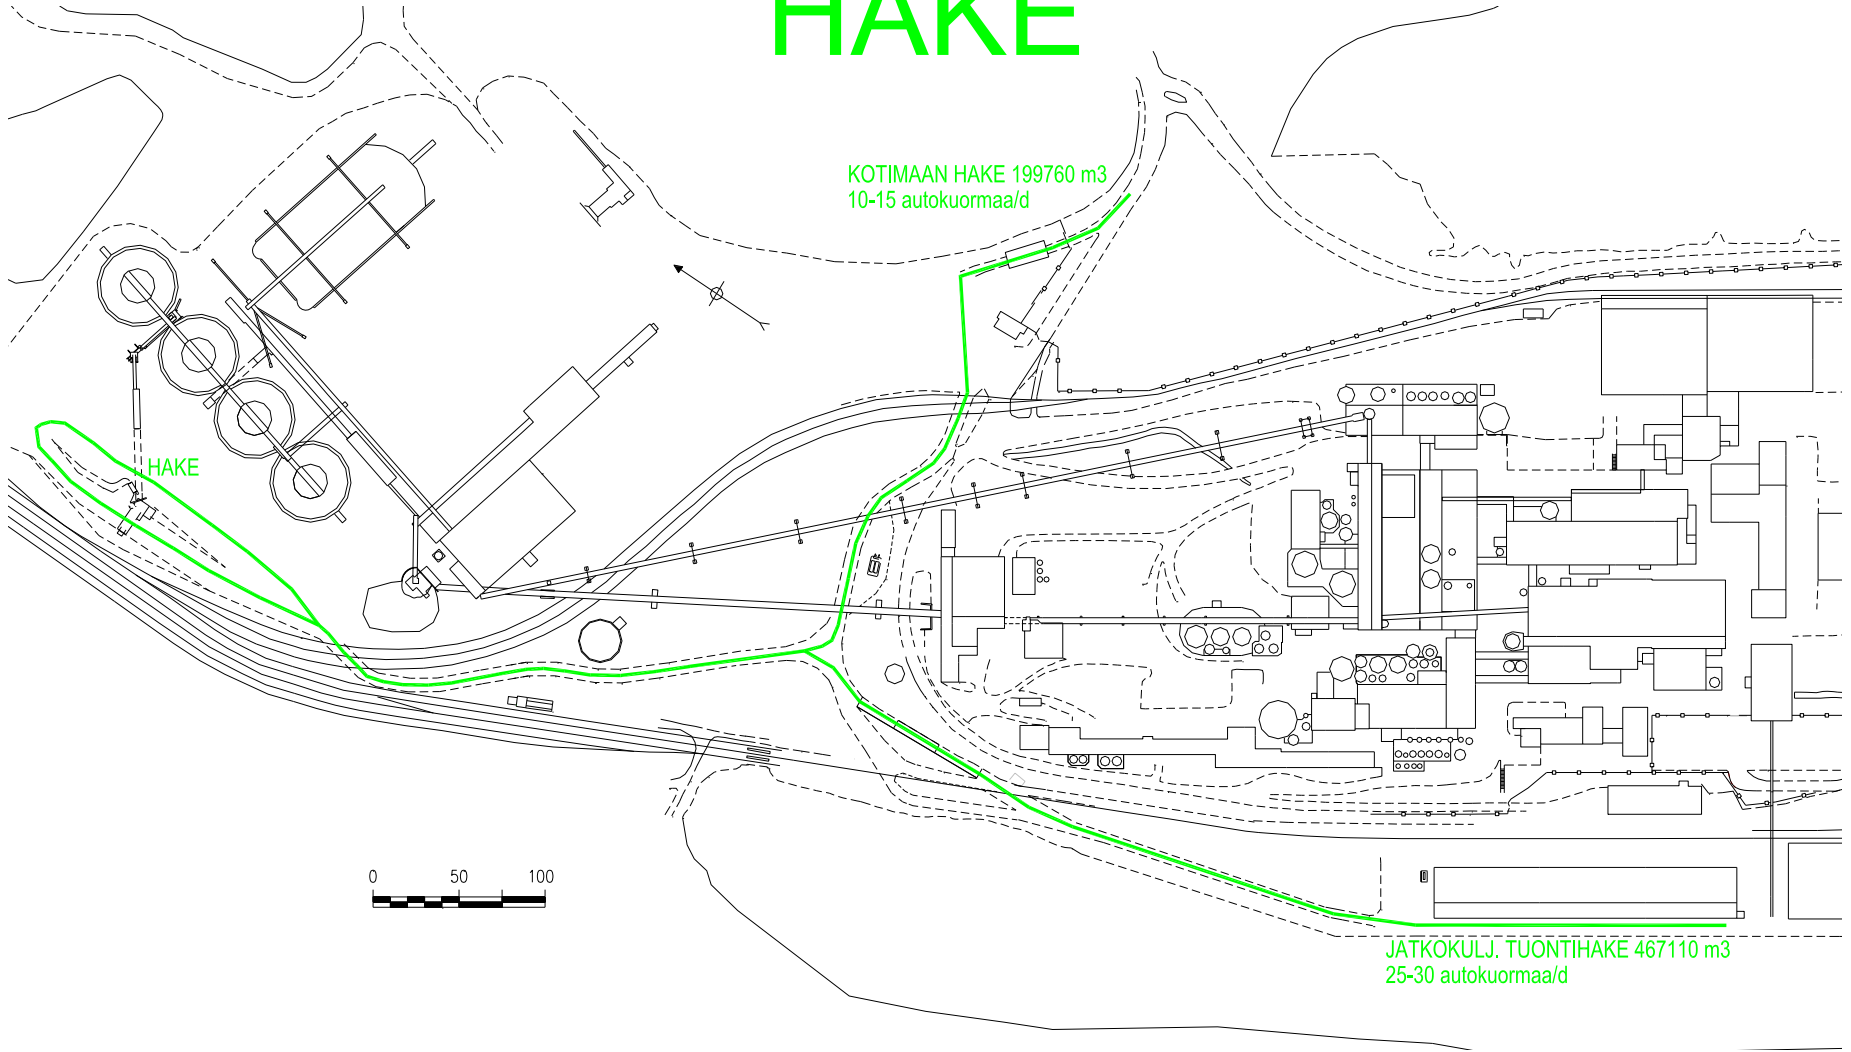 HAKE
KOTIMAAN HAKE 199760 m3
10-15 autokuormaa/d
HAKE
0 50 100
JATKOKULJ. TUONTIHAKE 467110 m3
25-30 autokuormaa/d